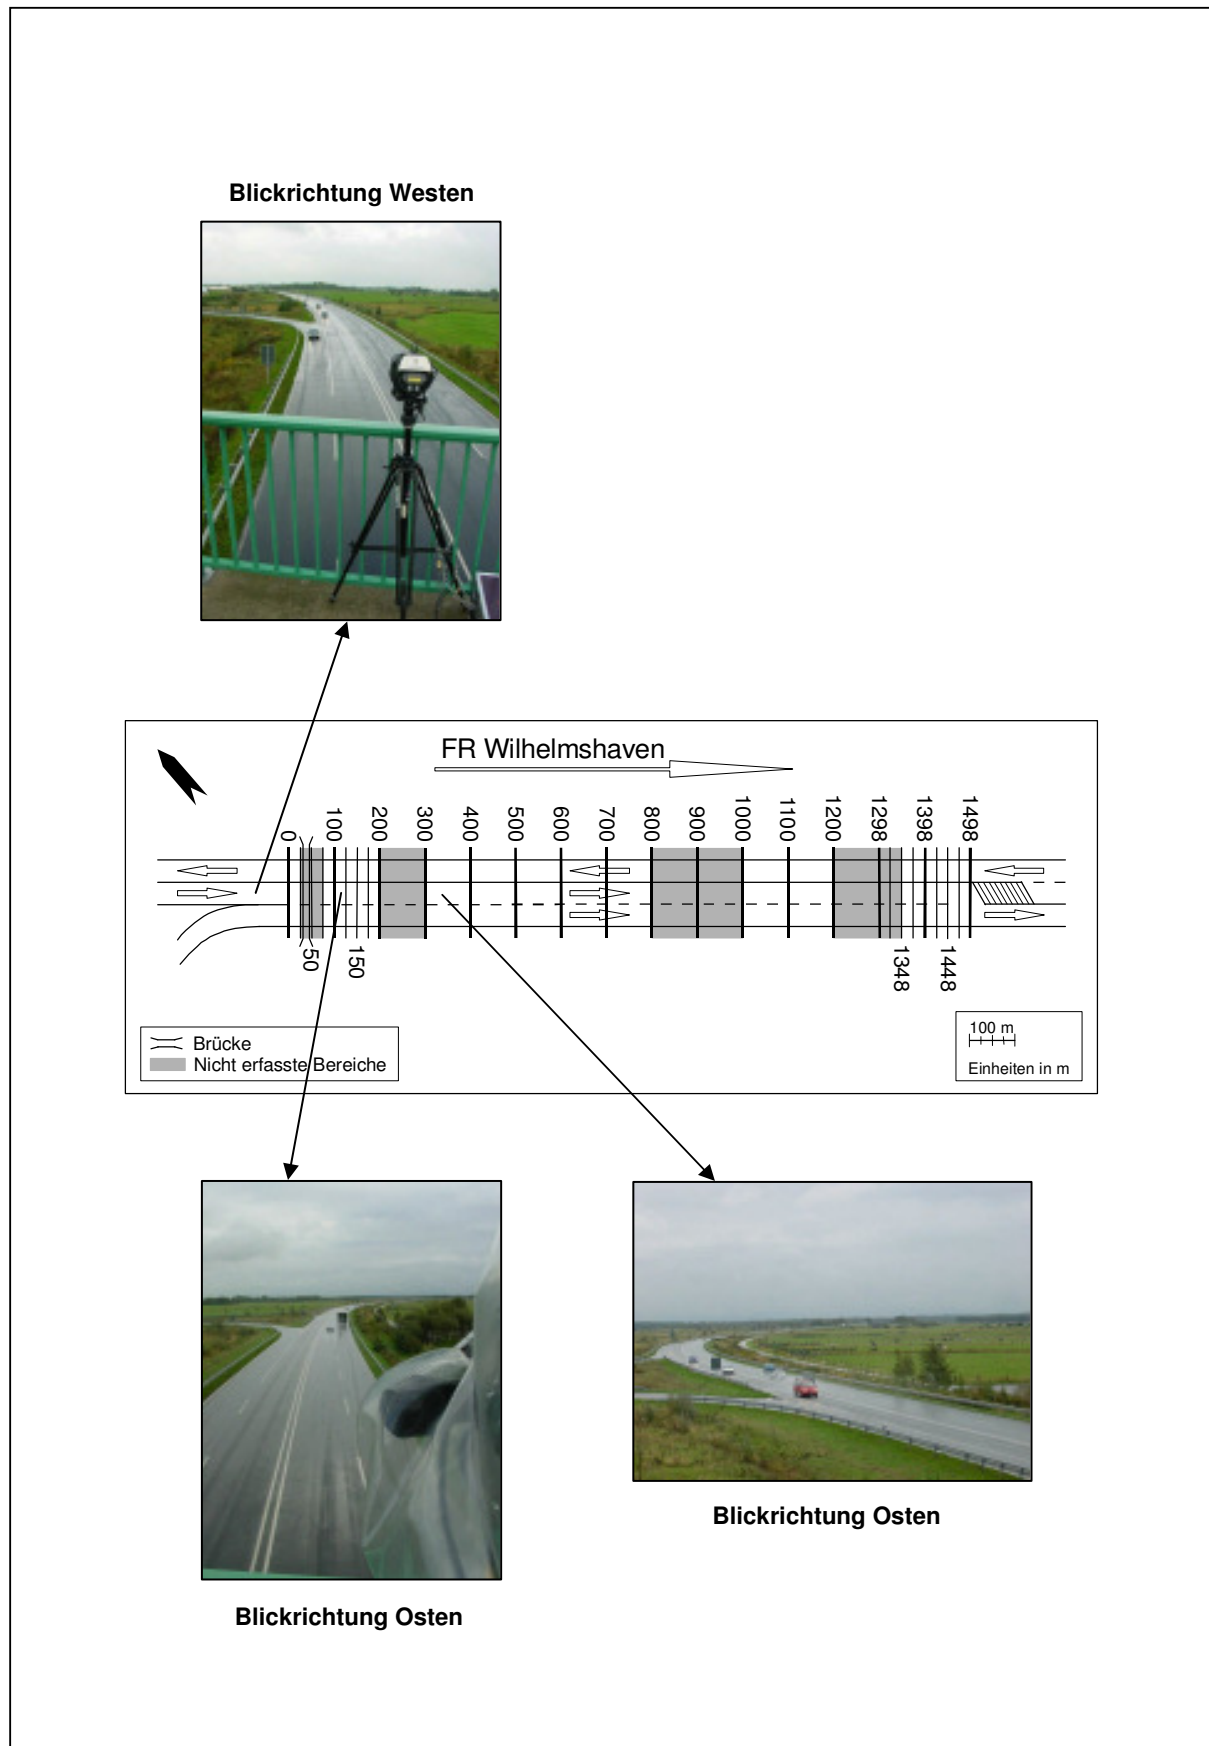 Blickrichtung Westen
FR Wilhelmshaven
0
100
200
300
400
500
600
700
800
900
1000
1100
1200
1298
1398
1498
50
150
1348
1448
Brücke
Nicht erfasste Bereiche
100 m
Einheiten in m
Blickrichtung Osten
Blickrichtung Osten